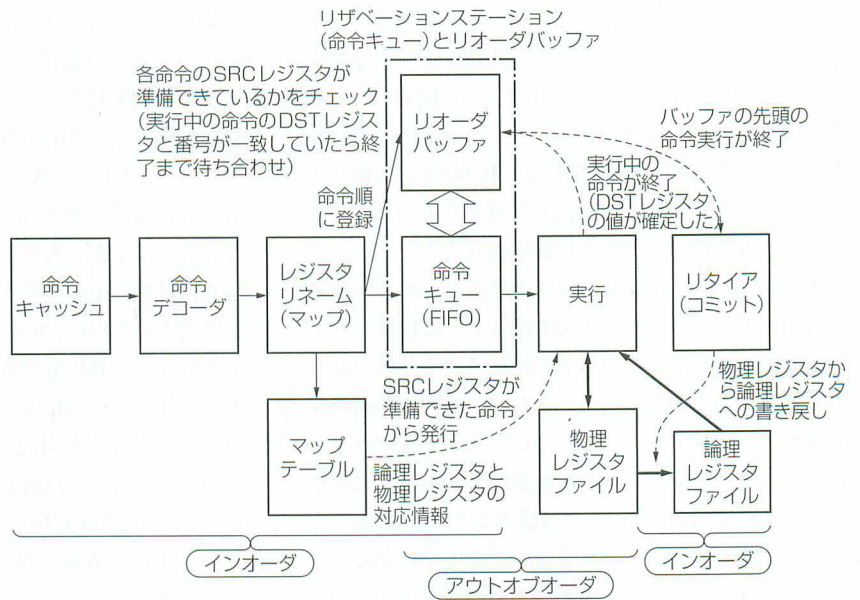 リザベーションステーション
(命令キュー)とリオーダバッファ
各命令のSRCレジスタが
準備できているかをチェック
(実行中の命令のDSTレジス
タと番号が一致していたら終
了まで待ち合わせ)
リオーダ
バッファ
バッファの先頭の
命令実行が終了
実行中の
命令が終了
(DSTレジスタ
の値が確定した)
命令順
に登録
命令
キャッシュ
命令
デコーダ
レジスタ
リネーム
(マップ)
命令
キュー
(FIFO)
実行
リタイア
(コミット)
SRCレジスタが
準備できた命令
から発行
物理レジスタか
ら論理レジスタ
への書き戻し
マップ
テーブル
論理レジスタと
物理レジスタの
対応情報
物理
レジスタ
ファイル
論理
レジスタ
ファイル
インオーダ
アウトオブオーダ
インオーダ